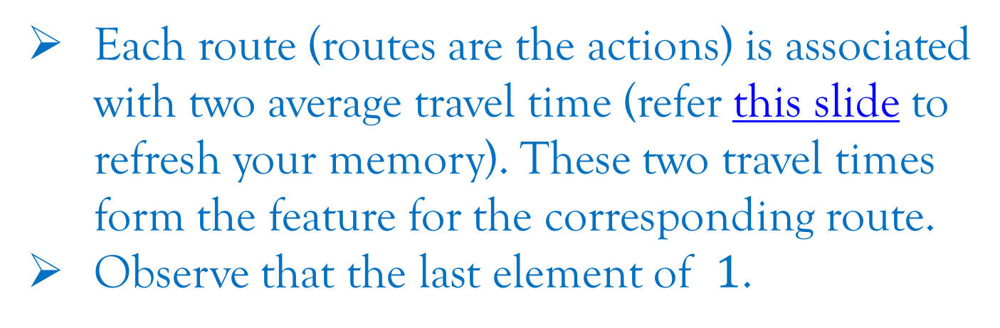 ➢ Each route (routes are the actions) is associated
with two average travel time (refer this slide to
refresh your memory). These two travel times
form the feature for the corresponding route.
➢ Observe that the last element of 1.